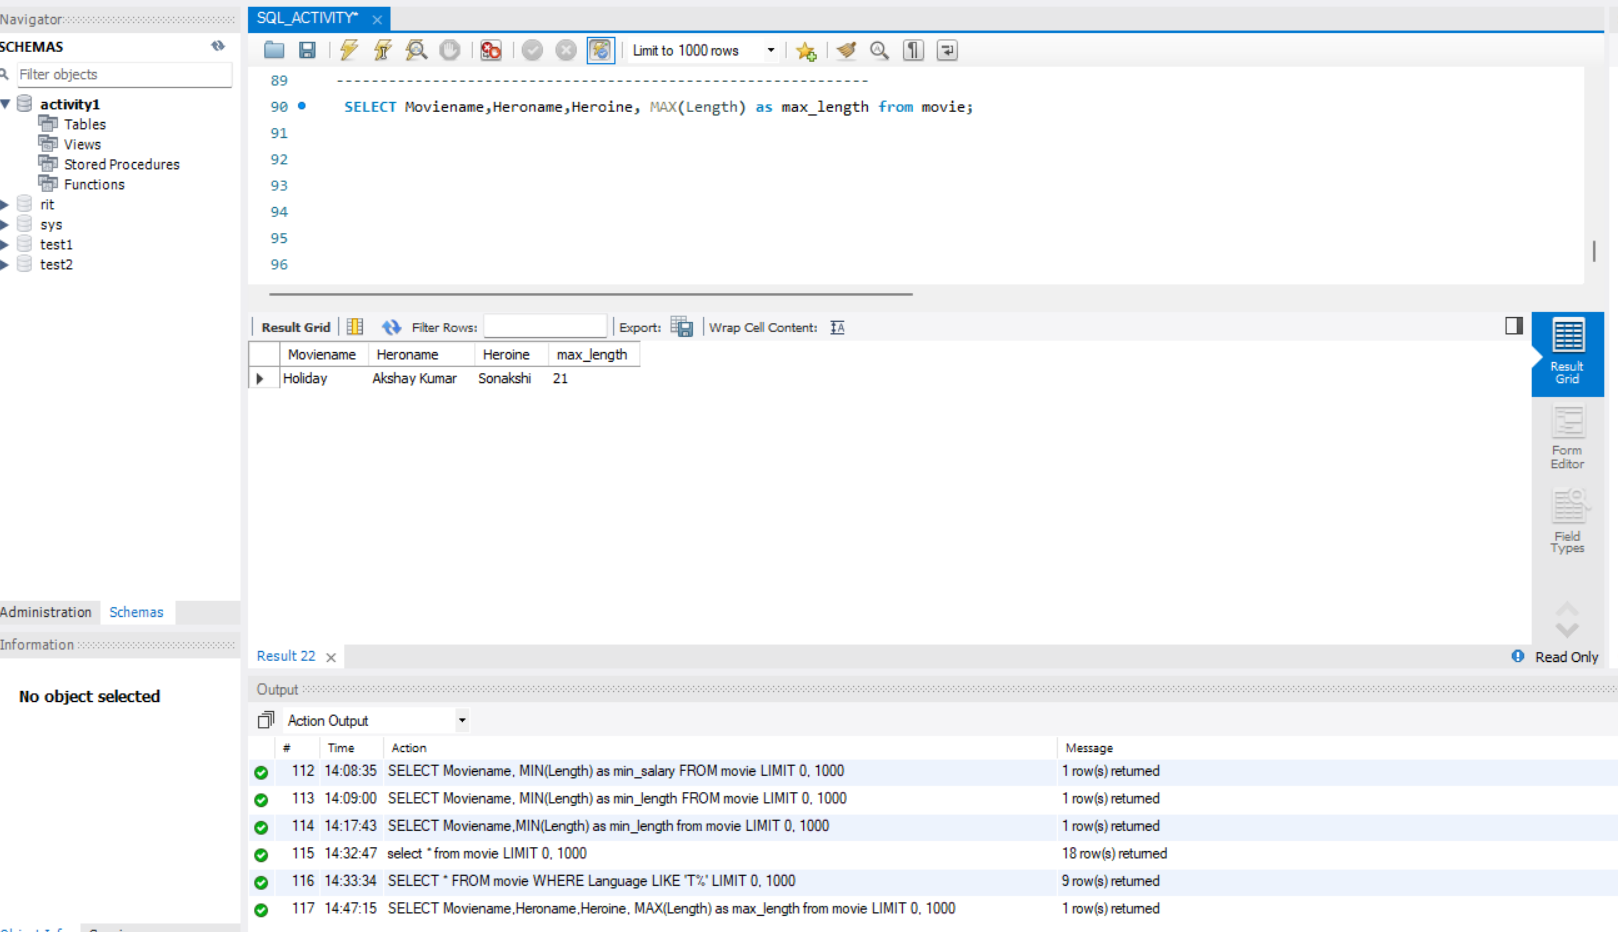 Navigator
SCHEMAS
Filter objects
activity1
Tables
Views
Stored Procedures
Functions
rit
sys
test1
test2
Administration Schemas
Information
No object selected
SQL_ACTIVITY* ×
Limit to 1000 rows
89 --------------------------------------------------------------
90 SELECT Moviename,Heroname,Heroine, MAX(Length) as max_length from movie;
91
92
93
94
95
96
Result Grid Filter Rows: Export: Wrap Cell Content:
Moviename Heroname Heroine max_length
Holiday Akshay Kumar Sonakshi 21
Result
Grid
Form
Editor
Field
Types
Result 22 × Read Only
Output
Action Output
# Time Action Message
112 14:08:35 SELECT Moviename, MIN(Length) as min_salary FROM movie LIMIT 0, 1000 1 row(s) returned
113 14:09:00 SELECT Moviename, MIN(Length) as min_length FROM movie LIMIT 0, 1000 1 row(s) returned
114 14:17:43 SELECT Moviename,MIN(Length) as min_length from movie LIMIT 0, 1000 1 row(s) returned
115 14:32:47 select * from movie LIMIT 0, 1000 18 row(s) returned
116 14:33:34 SELECT * FROM movie WHERE Language LIKE 'T%' LIMIT 0, 1000 9 row(s) returned
117 14:47:15 SELECT Moviename,Heroname,Heroine, MAX(Length) as max_length from movie LIMIT 0, 1000 1 row(s) returned